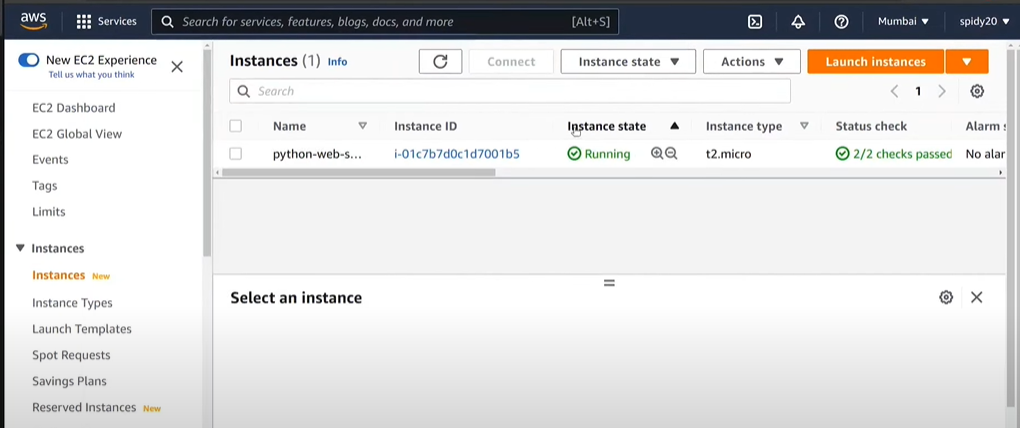 aws Services Search for services, features, blogs, docs, and more [Alt+S] Mumbai ▼ spidy20 ▼
New EC2 Experience
Tell us what you think
EC2 Dashboard
EC2 Global View
Events
Tags
Limits
Instances
Instances New
Instance Types
Launch Templates
Spot Requests
Savings Plans
Reserved Instances New
Instances (1) Info Connect Instance state ▼ Actions ▼ Launch instances ▼
Search 1
Name Instance ID Instance state Instance type Status check Alarm s
python-web-s... i-01c7b7d0c1d7001b5 Running t2.micro 2/2 checks passed No alar
Select an instance